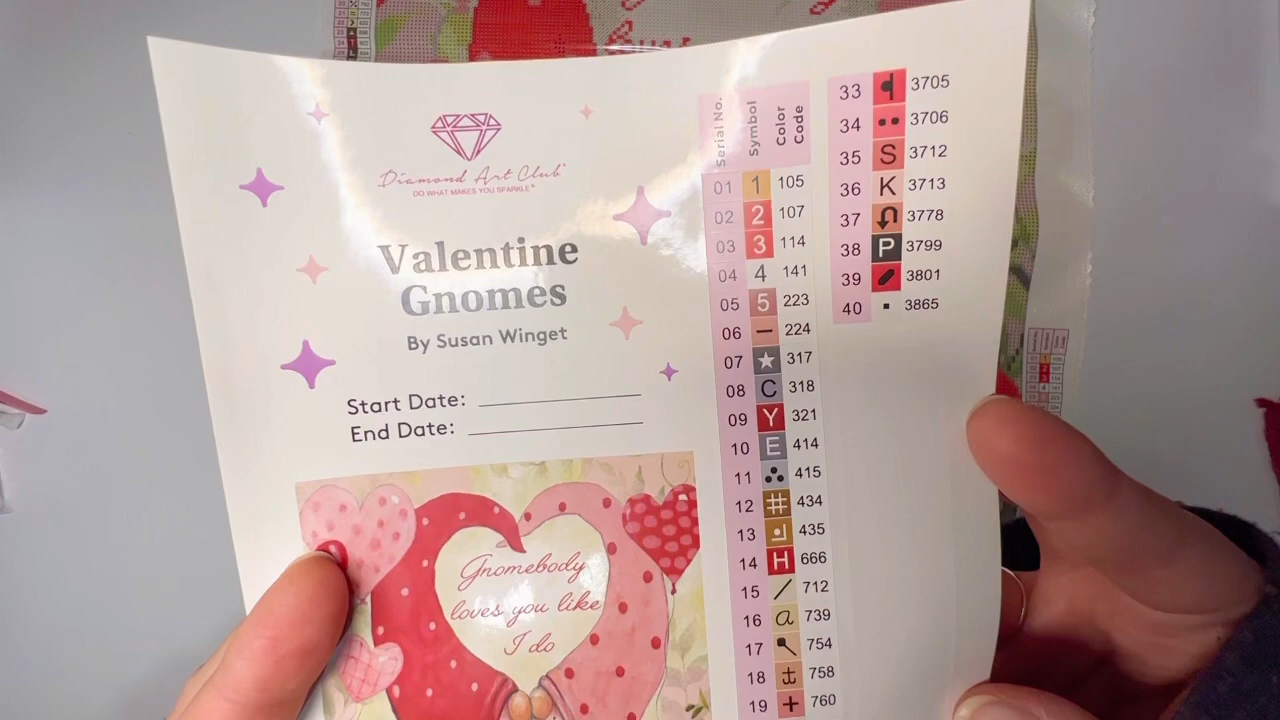 Diamond Art Club
DO WHAT MAKES YOU SPARKLE
Valentine
Gnomes
By Susan Winget
Start Date:
End Date:
Gnomebody
loves you like
I do
Serial No. Symbol Color Code
01 1 105
02 2 107
03 3 114
04 4 141
05 5 223
06 — 224
07 ★ 317
08 C 318
09 Y 321
10 E 414
11 415
12 # 434
13 435
14 H 666
15 / 712
16 a 739
17 754
18 758
19 + 760
33 3705
34 •• 3706
35 S 3712
36 K 3713
37 3778
38 P 3799
39 3801
40 ▪ 3865